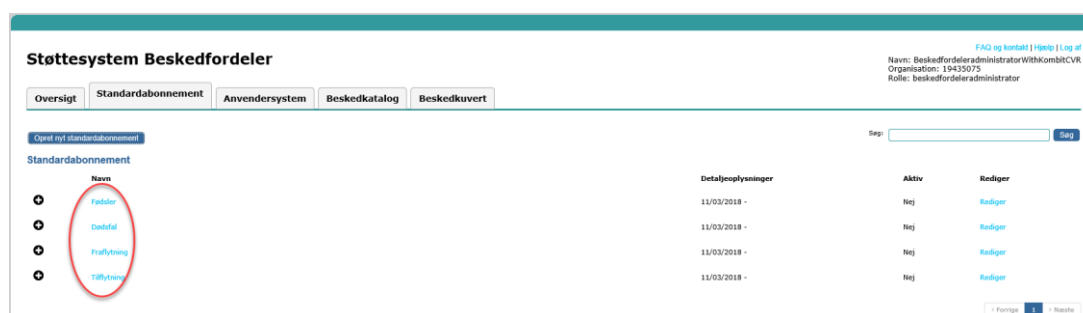 FAQ og kontakt | Hjælp | Log af
Støttesystem Beskedfordeler
Navn: BeskedfordeleradministratorWithKombitCVR
Organisation: 19435075
Rolle: beskedfordeleradministrator
Oversigt Standardabonnement Anvendersystem Beskedkatalog Beskedkuvert
Opret nyt standardabonnement Søg: Søg
Standardabonnement
Navn Detaljeoplysninger Aktiv Rediger
Fødsler 11/03/2018 - Nej Rediger
Dødsfal 11/03/2018 - Nej Rediger
Fraflytning 11/03/2018 - Nej Rediger
Tilflytning 11/03/2018 - Nej Rediger
‹ Forrige 1 › Næste